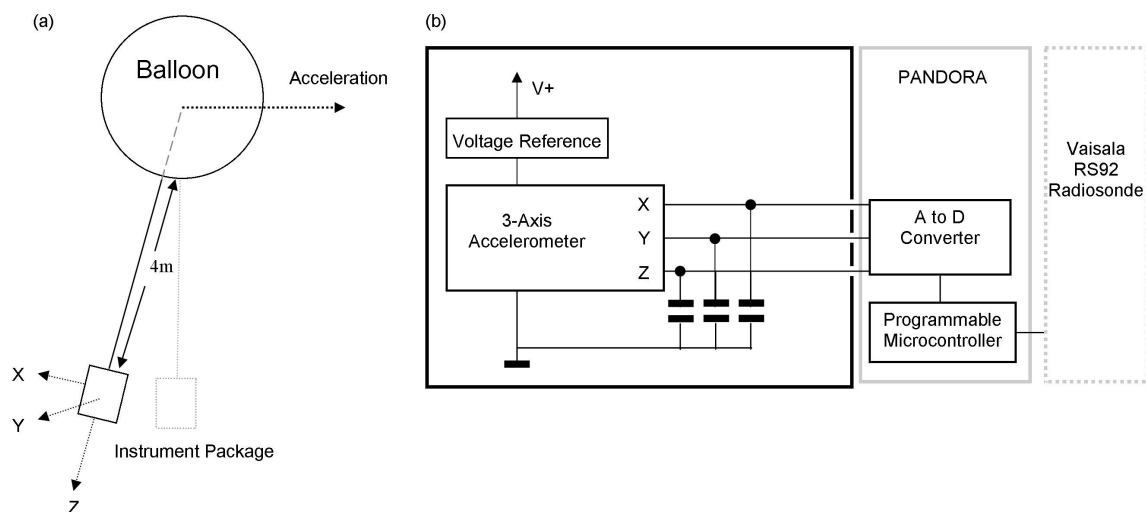 (a)
Balloon
Acceleration
4m
X
Y
Z
Instrument Package
(b)
V+
Voltage Reference
3-Axis
Accelerometer
X
Y
Z
PANDORA
A to D
Converter
Programmable
Microcontroller
Vaisala
RS92
Radiosonde